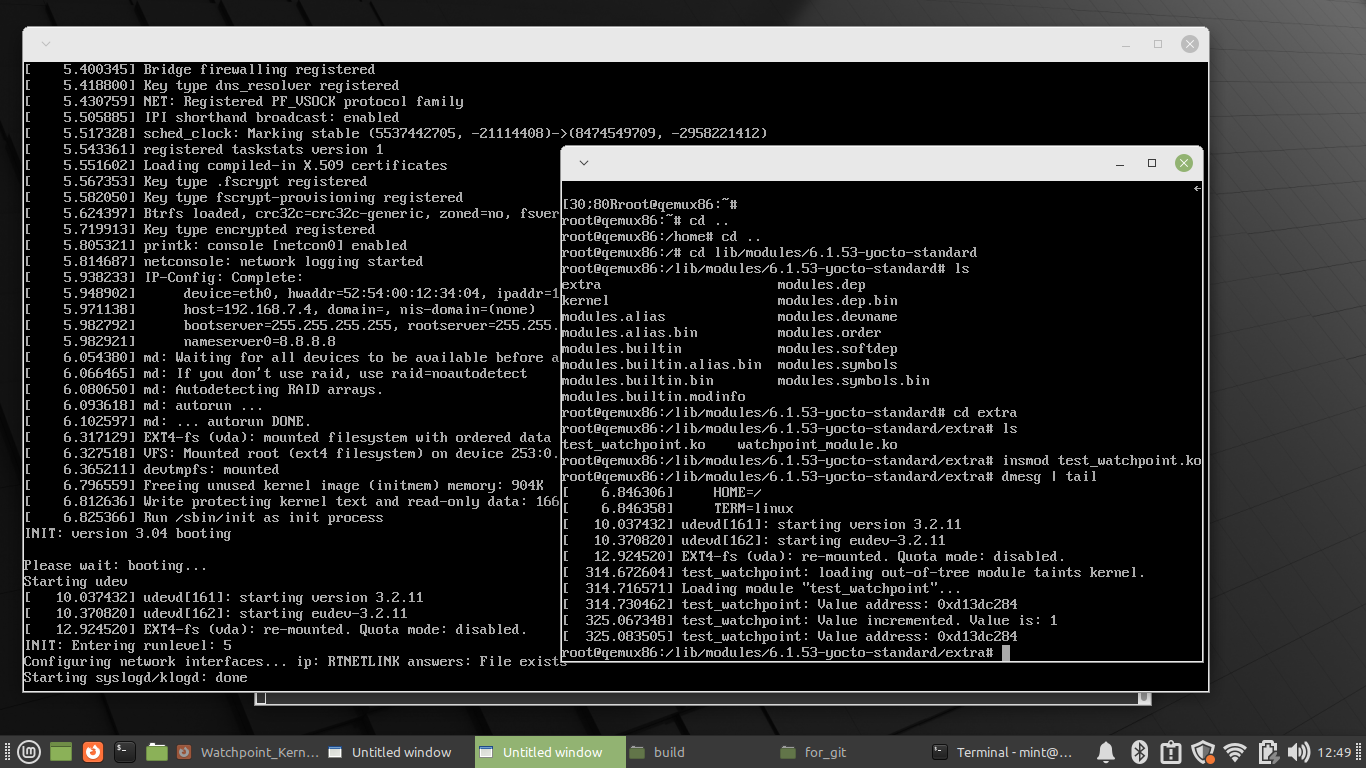 [    5.400345] Bridge firewalling registered
[    5.418800] Key type dns_resolver registered
[    5.430759] NET: Registered PF_VSOCK protocol family
[    5.505885] IPI shorthand broadcast: enabled
[    5.517328] sched_clock: Marking stable (5537442705, -21114408)->(8474549709, -2958221412)
[    5.543361] registered taskstats version 1
[    5.551602] Loading compiled-in X.509 certificates
[    5.567353] Key type .fscrypt registered
[    5.582050] Key type fscrypt-provisioning registered
[    5.624397] Btrfs loaded, crc32c=crc32c-generic, zoned=no, fsver
[    5.719913] Key type encrypted registered
[    5.805321] printk: console [netcon0] enabled
[    5.814687] netconsole: network logging started
[    5.938233] IP-Config: Complete:
[    5.948902]      device=eth0, hwaddr=52:54:00:12:34:04, ipaddr=1
[    5.971138]      host=192.168.7.4, domain=, nis-domain=(none)
[    5.982792]      bootserver=255.255.255.255, rootserver=255.255.
[    5.982921]      nameserver0=8.8.8.8
[    6.054380] md: Waiting for all devices to be available before a
[    6.066465] md: If you don't use raid, use raid=noautodetect
[    6.080650] md: Autodetecting RAID arrays.
[    6.093618] md: autorun ...
[    6.102597] md: ... autorun DONE.
[    6.317129] EXT4-fs (vda): mounted filesystem with ordered data
[    6.327518] VFS: Mounted root (ext4 filesystem) on device 253:0.
[    6.365211] devtmpfs: mounted
[    6.796559] Freeing unused kernel image (initmem) memory: 904K
[    6.812636] Write protecting kernel text and read-only data: 166
[    6.825366] Run /sbin/init as init process
INIT: version 3.04 booting
Please wait: booting...
Starting udev
[   10.037432] udevd[161]: starting version 3.2.11
[   10.370820] udevd[162]: starting eudev-3.2.11
[   12.924520] EXT4-fs (vda): re-mounted. Quota mode: disabled.
INIT: Entering runlevel: 5
Configuring network interfaces... ip: RTNETLINK answers: File exists
Starting syslogd/klogd: done
[30;80Rroot@qemux86:~#
root@qemux86:~# cd ..
root@qemux86:/home# cd ..
root@qemux86:/# cd lib/modules/6.1.53-yocto-standard
root@qemux86:/lib/modules/6.1.53-yocto-standard# ls
extra                      modules.dep
kernel                     modules.dep.bin
modules.alias              modules.devname
modules.alias.bin          modules.order
modules.builtin            modules.softdep
modules.builtin.alias.bin  modules.symbols
modules.builtin.bin        modules.symbols.bin
modules.builtin.modinfo
root@qemux86:/lib/modules/6.1.53-yocto-standard# cd extra
root@qemux86:/lib/modules/6.1.53-yocto-standard/extra# ls
test_watchpoint.ko    watchpoint_module.ko
root@qemux86:/lib/modules/6.1.53-yocto-standard/extra# insmod test_watchpoint.ko
root@qemux86:/lib/modules/6.1.53-yocto-standard/extra# dmesg | tail
[    6.846306]     HOME=/
[    6.846358]     TERM=linux
[   10.037432] udevd[161]: starting version 3.2.11
[   10.370820] udevd[162]: starting eudev-3.2.11
[   12.924520] EXT4-fs (vda): re-mounted. Quota mode: disabled.
[  314.672604] test_watchpoint: loading out-of-tree module taints kernel.
[  314.716571] Loading module "test_watchpoint"...
[  314.730462] test_watchpoint: Value address: 0xd13dc284
[  325.067348] test_watchpoint: Value incremented. Value is: 1
[  325.083505] test_watchpoint: Value address: 0xd13dc284
root@qemux86:/lib/modules/6.1.53-yocto-standard/extra#
Watchpoint_Kern... Untitled window Untitled window build for_git Terminal - mint@... 12:49